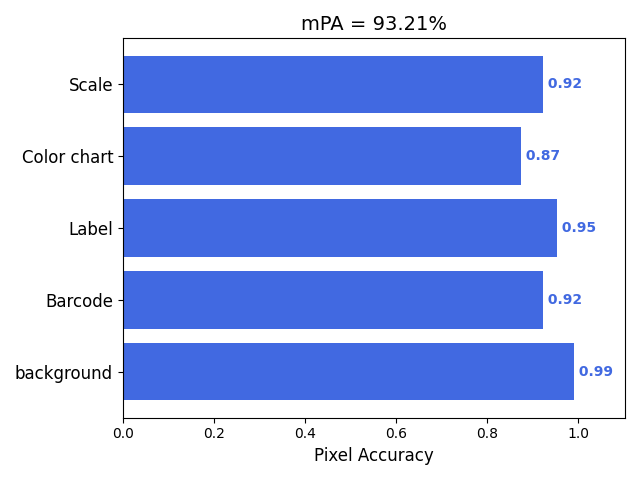 mPA = 93.21%
Scale 0.92
Color chart 0.87
Label 0.95
Barcode 0.92
background 0.99
0.0 0.2 0.4 0.6 0.8 1.0
Pixel Accuracy